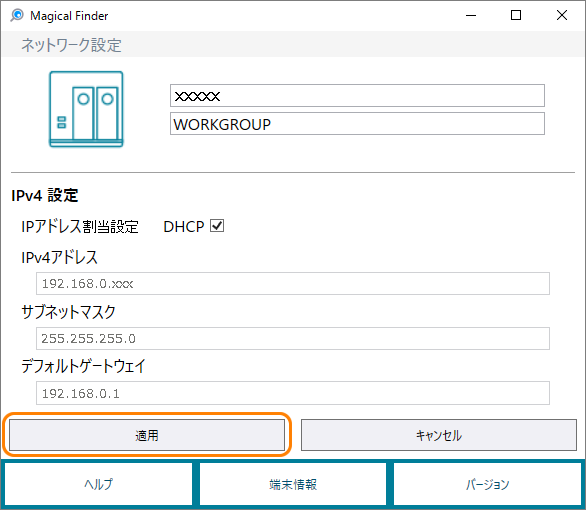 Magical Finder
ネットワーク設定
XXXXX
WORKGROUP
IPv4 設定
IPアドレス割当設定 DHCP
IPv4アドレス
192.168.0.xxx
サブネットマスク
255.255.255.0
デフォルトゲートウェイ
192.168.0.1
適用 キャンセル
ヘルプ 端末情報 バージョン